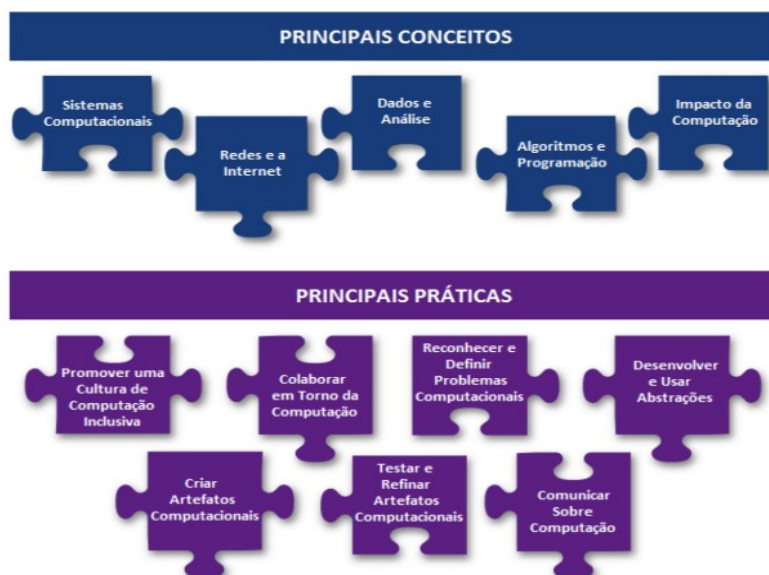 PRINCIPAIS CONCEITOS
Sistemas
Computacionais
Redes e a
Internet
Dados e
Análise
Algoritmos e
Programação
Impacto da
Computação
PRINCIPAIS PRÁTICAS
Promover uma
Cultura de
Computação
Inclusiva
Colaborar
em Torno da
Computação
Reconhecer e
Definir
Problemas
Computacionais
Desenvolver
e Usar
Abstrações
Criar
Artefatos
Computacionais
Testar e
Refinar
Artefatos
Computacionais
Comunicar
Sobre
Computação